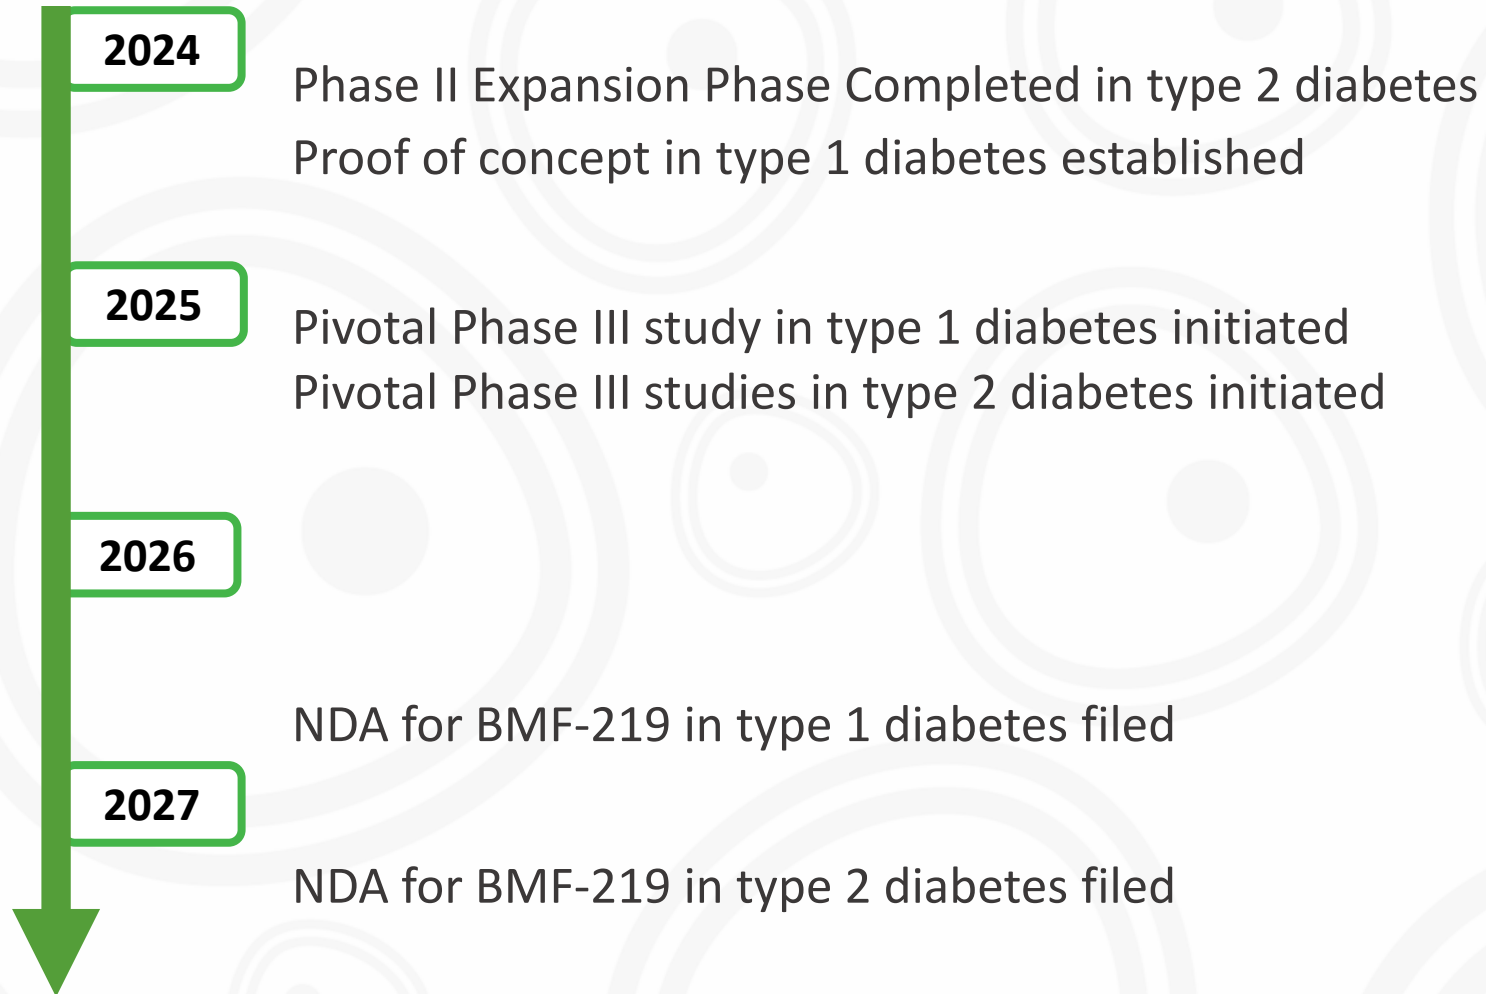 2024
Phase II Expansion Phase Completed in type 2 diabetes
Proof of concept in type 1 diabetes established
2025
Pivotal Phase III study in type 1 diabetes initiated
Pivotal Phase III studies in type 2 diabetes initiated
2026
NDA for BMF-219 in type 1 diabetes filed
2027
NDA for BMF-219 in type 2 diabetes filed